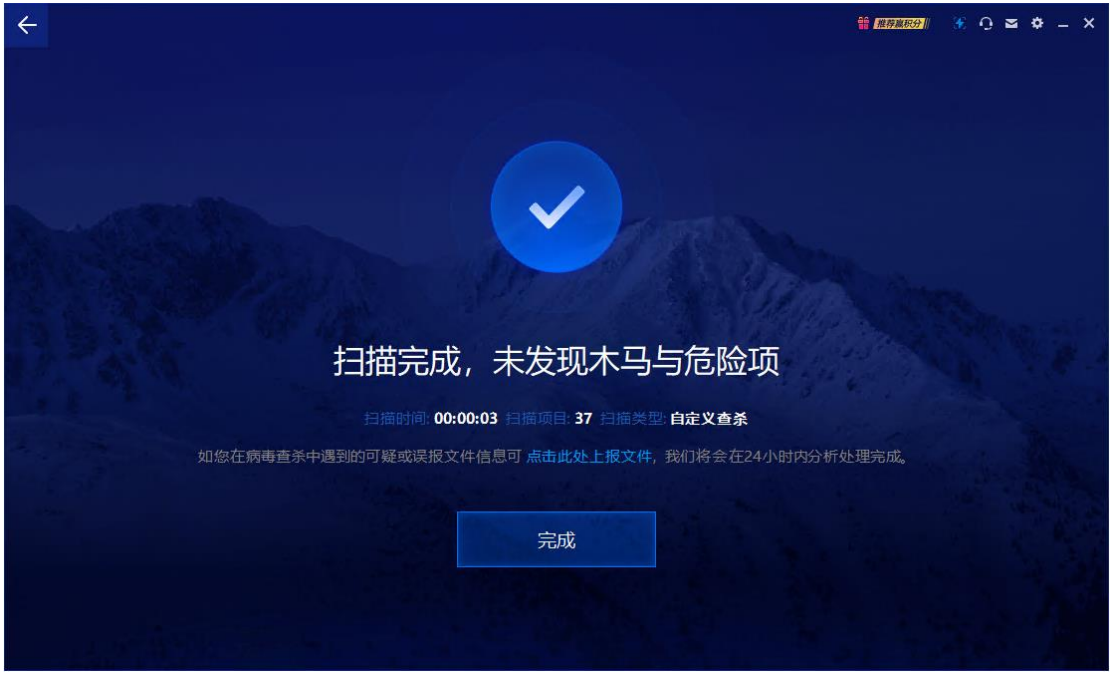 推荐赢积分
扫描完成，未发现木马与危险项
扫描时间: 00:00:03 扫描项目: 37 扫描类型: 自定义查杀
如您在病毒查杀中遇到的可疑或误报文件信息可 点击此处上报文件，我们将会在24小时内分析处理完成。
完成